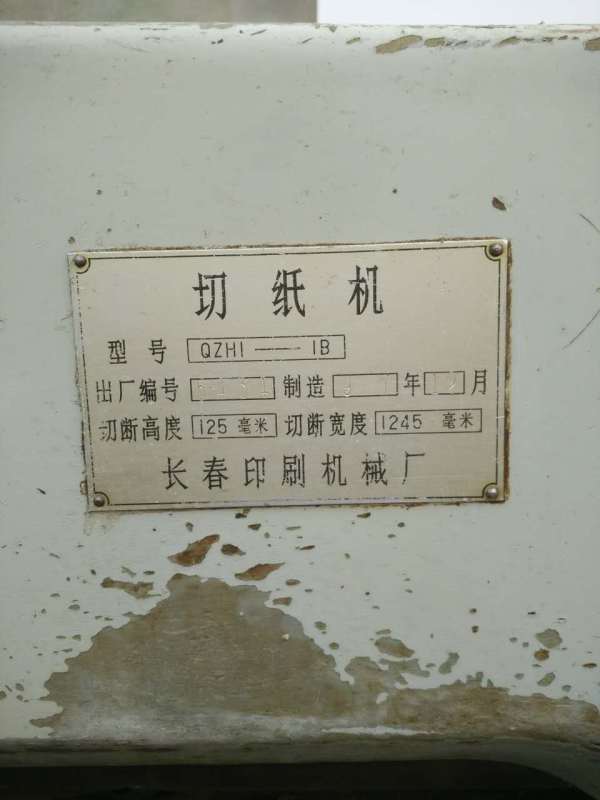 切纸机
型号 QZH1——1B
出厂编号 制造 年 月
切断高度 125 毫米 切断宽度 1245 毫米
长春印刷机械厂